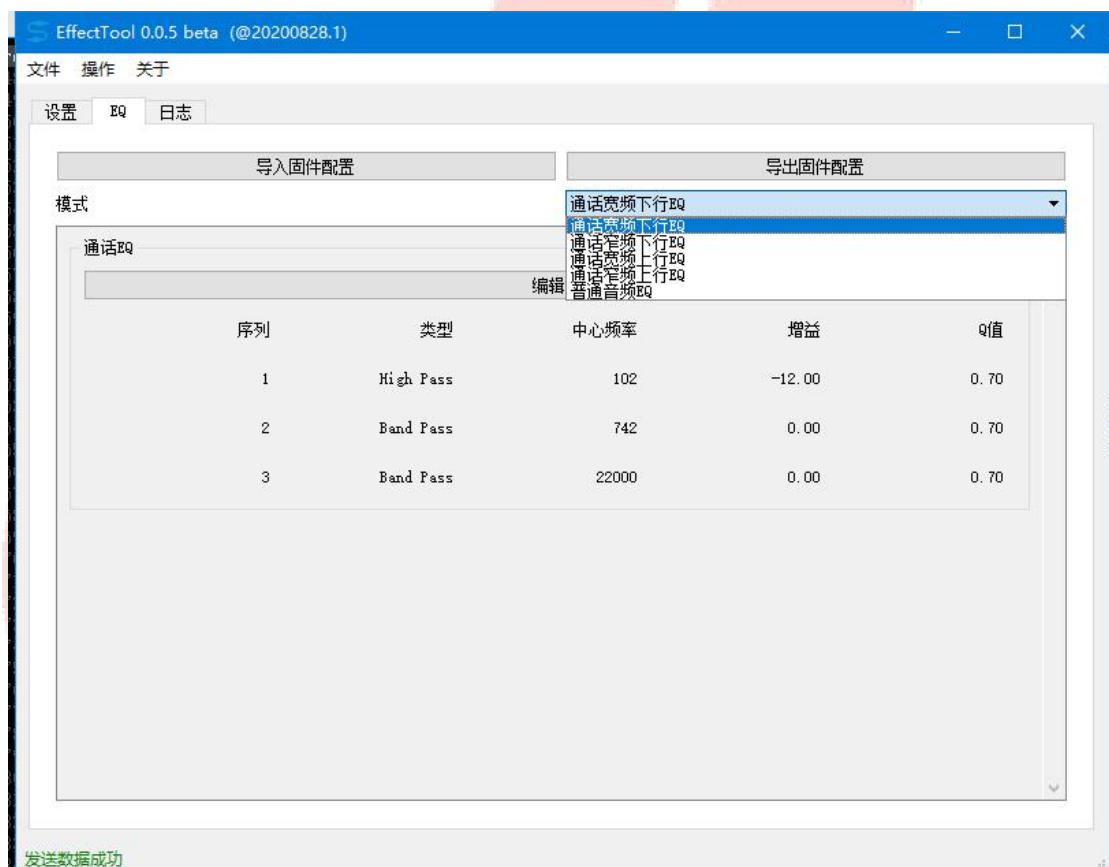 EffectTool 0.0.5 beta (@20200828.1)
文件 操作 关于
设置 EQ 日志
导入固件配置 导出固件配置
模式 通话宽频下行EQ
通话宽频下行EQ
通话窄频下行EQ
通话宽频上行EQ
通话窄频上行EQ
普通音频EQ
通话EQ
编辑
序列 类型 中心频率 增益 Q值
1 High Pass 102 -12.00 0.70
2 Band Pass 742 0.00 0.70
3 Band Pass 22000 0.00 0.70
发送数据成功